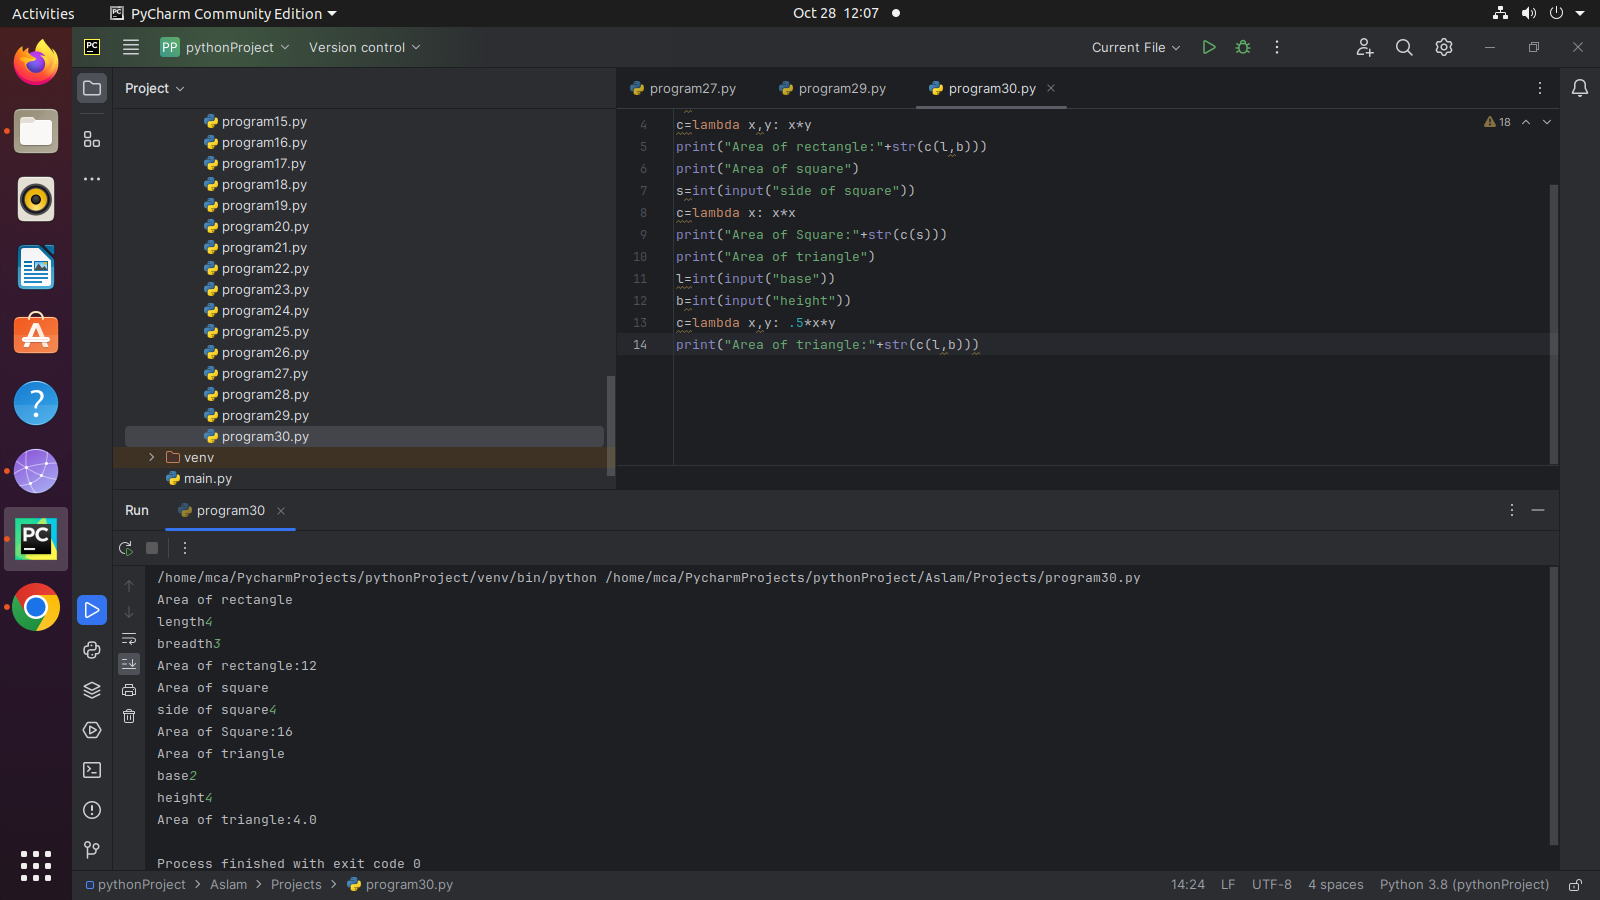 Activities
PyCharm Community Edition
Oct 28 12:07
PC
PP pythonProject
Version control
Current File
Project
program15.py
program16.py
program17.py
program18.py
program19.py
program20.py
program21.py
program22.py
program23.py
program24.py
program25.py
program26.py
program27.py
program28.py
program29.py
program30.py
venv
main.py
program27.py
program29.py
program30.py
18
4 c=lambda x,y: x*y
5 print("Area of rectangle:"+str(c(l,b)))
6 print("Area of square")
7 s=int(input("side of square"))
8 c=lambda x: x*x
9 print("Area of Square:"+str(c(s)))
10 print("Area of triangle")
11 l=int(input("base"))
12 b=int(input("height"))
13 c=lambda x,y: .5*x*y
14 print("Area of triangle:"+str(c(l,b)))
Run
program30
/home/mca/PycharmProjects/pythonProject/venv/bin/python /home/mca/PycharmProjects/pythonProject/Aslam/Projects/program30.py
Area of rectangle
length4
breadth3
Area of rectangle:12
Area of square
side of square4
Area of Square:16
Area of triangle
base2
height4
Area of triangle:4.0
Process finished with exit code 0
PC
pythonProject > Aslam > Projects > program30.py
14:24 LF UTF-8 4 spaces Python 3.8 (pythonProject)